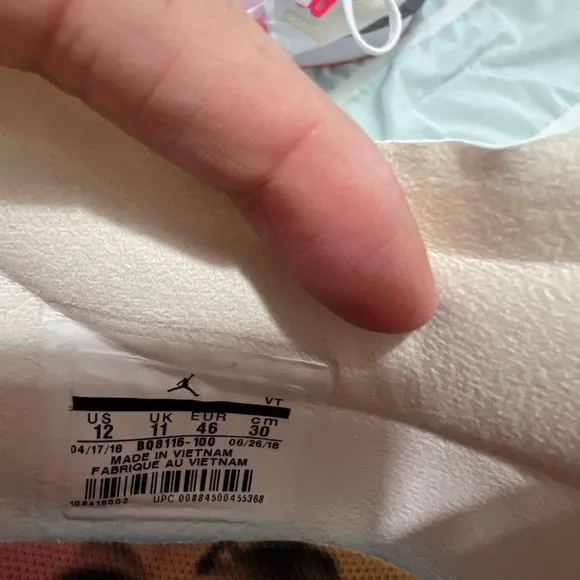 VT
US UK EUR cm
12 11 46 30
04/17/18 BQ8116-100 06/26/18
MADE IN VIETNAM
FABRIQUE AU VIETNAM
UPC 00884500455368